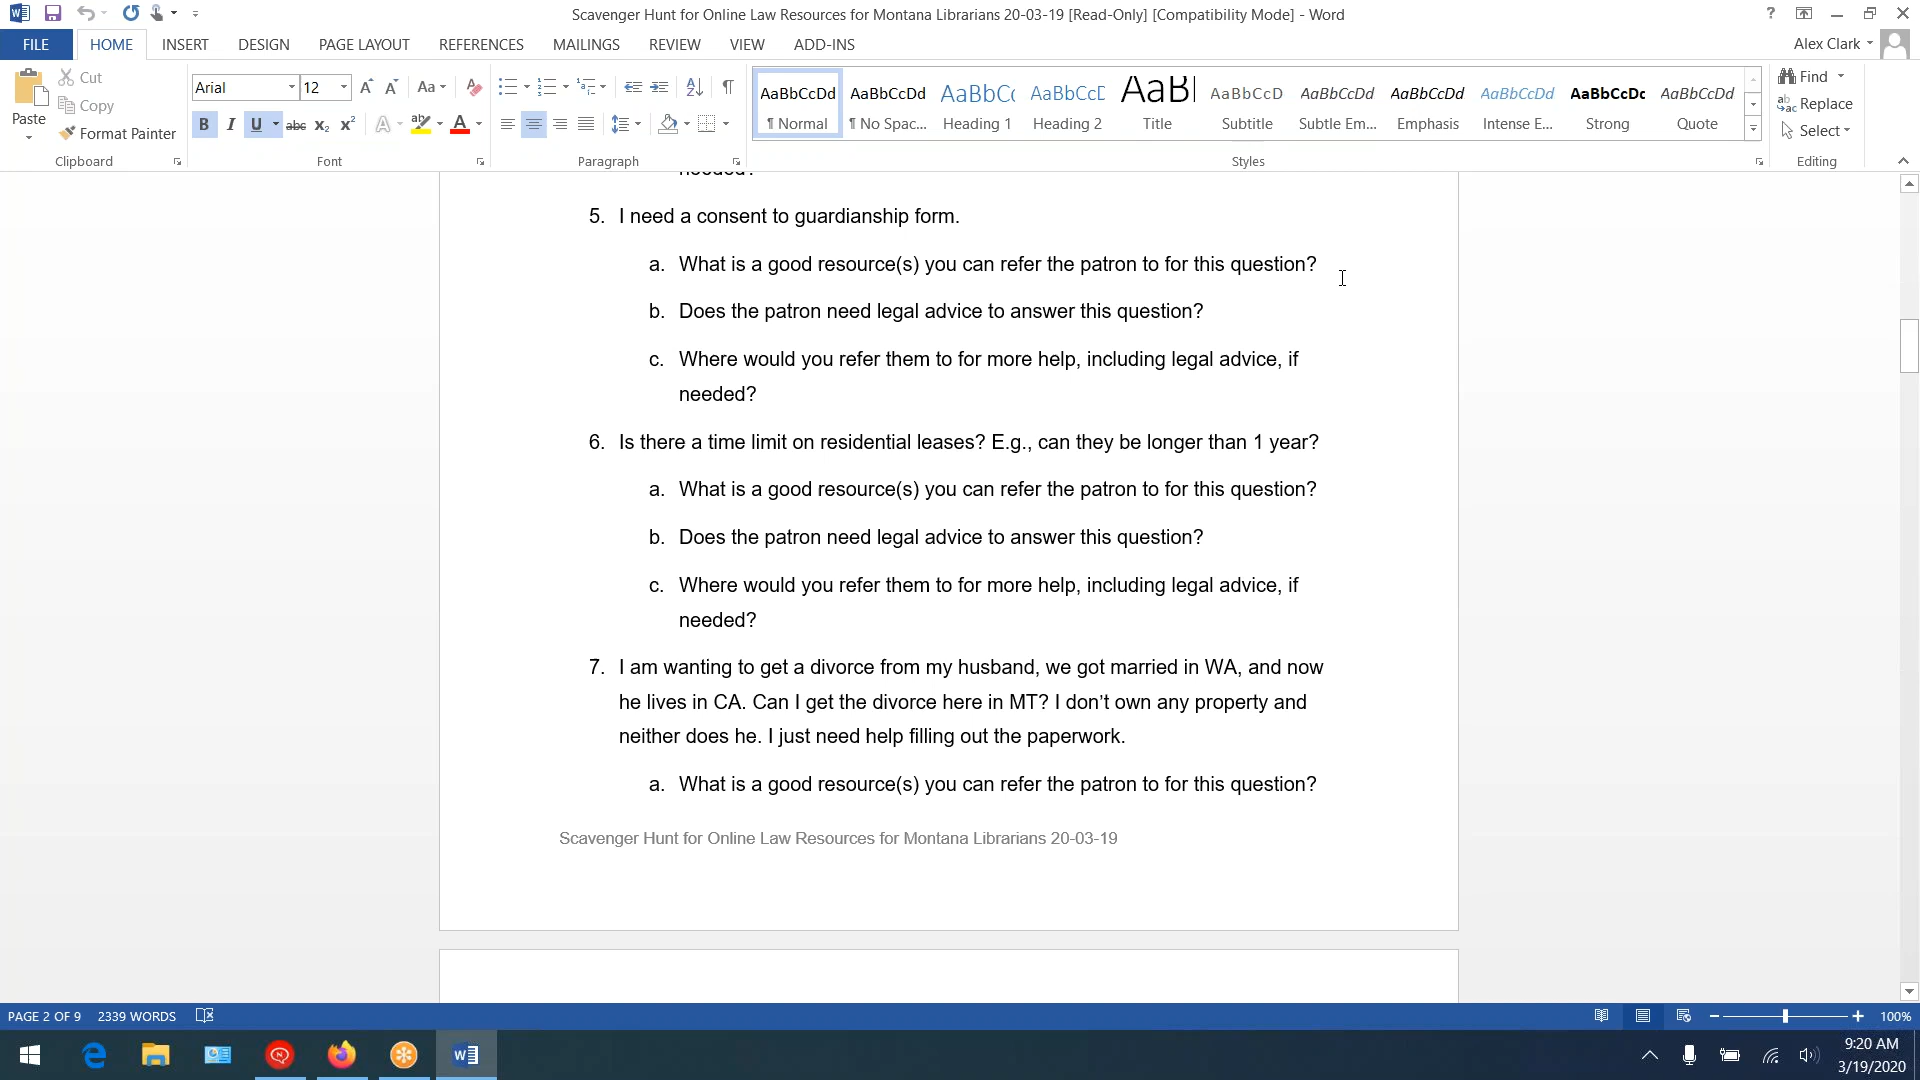 Scavenger Hunt for Online Law Resources for Montana Librarians 20-03-19 [Read-Only] [Compatibility Mode] - Word
FILE HOME INSERT DESIGN PAGE LAYOUT REFERENCES MAILINGS REVIEW VIEW ADD-INS Alex Clark
Paste
Cut
Copy
Format Painter
Clipboard
Arial 12
Font
Paragraph
AaBbCcDd AaBbCcDd AaBbC( AaBbCcE AaB AaBbCcD AaBbCcDd AaBbCcDd AaBbCcDd AaBbCcDc AaBbCcDd
¶ Normal ¶ No Spac... Heading 1 Heading 2 Title Subtitle Subtle Em... Emphasis Intense E... Strong Quote
Styles
Find
Replace
Select
Editing
needed?
5. I need a consent to guardianship form.
a. What is a good resource(s) you can refer the patron to for this question?
b. Does the patron need legal advice to answer this question?
c. Where would you refer them to for more help, including legal advice, if
needed?
6. Is there a time limit on residential leases? E.g., can they be longer than 1 year?
a. What is a good resource(s) you can refer the patron to for this question?
b. Does the patron need legal advice to answer this question?
c. Where would you refer them to for more help, including legal advice, if
needed?
7. I am wanting to get a divorce from my husband, we got married in WA, and now
he lives in CA. Can I get the divorce here in MT? I don’t own any property and
neither does he. I just need help filling out the paperwork.
a. What is a good resource(s) you can refer the patron to for this question?
Scavenger Hunt for Online Law Resources for Montana Librarians 20-03-19
PAGE 2 OF 9 2339 WORDS 100%
9:20 AM
3/19/2020